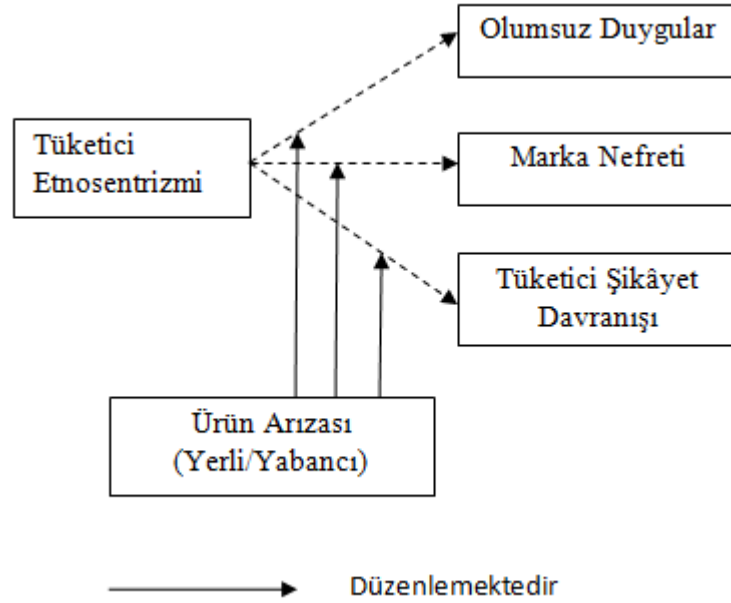 Olumsuz Duygular
Tüketici
Etnosentrizmi
Marka Nefreti
Tüketici Şikâyet
Davranışı
Ürün Arızası
(Yerli/Yabancı)
Düzenlemektedir